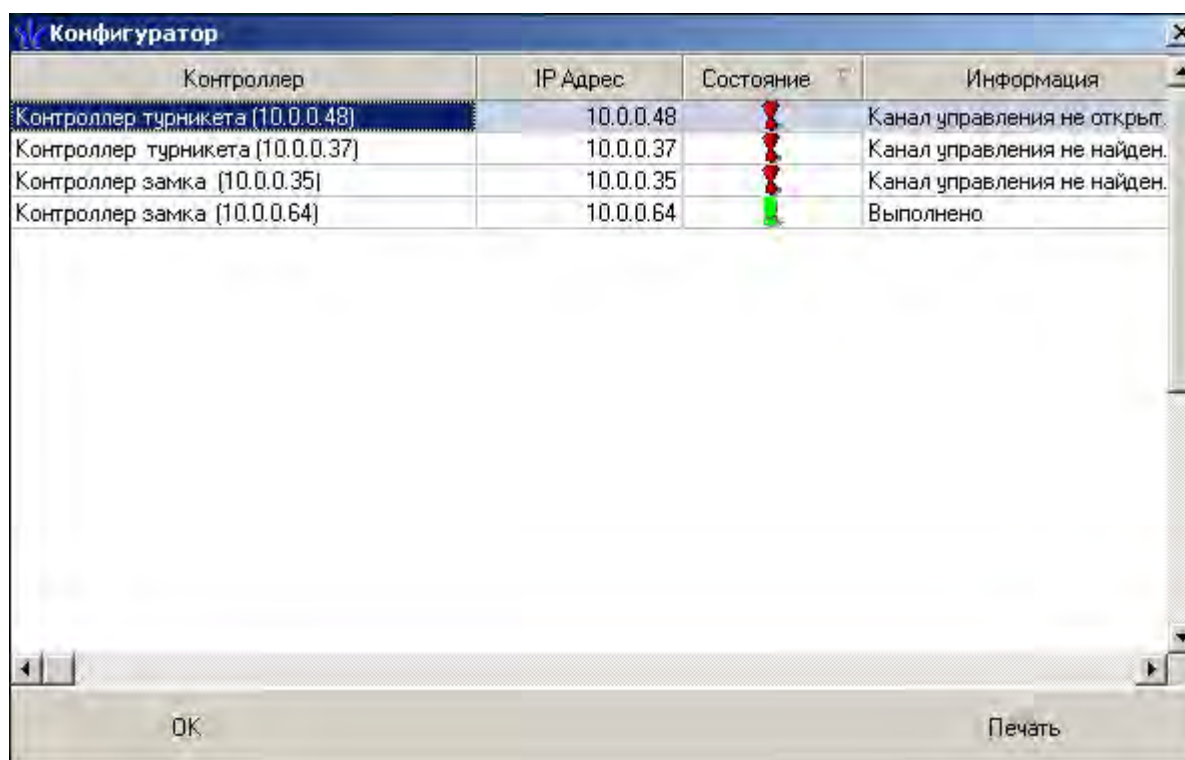 Конфигуратор
Контроллер IP Адрес Состояние Информация
Контроллер турникета (10.0.0.48) 10.0.0.48 Канал управления не открыт.
Контроллер турникета (10.0.0.37) 10.0.0.37 Канал управления не найден.
Контроллер замка (10.0.0.35) 10.0.0.35 Канал управления не найден.
Контроллер замка (10.0.0.64) 10.0.0.64 Выполнено
OK Печать